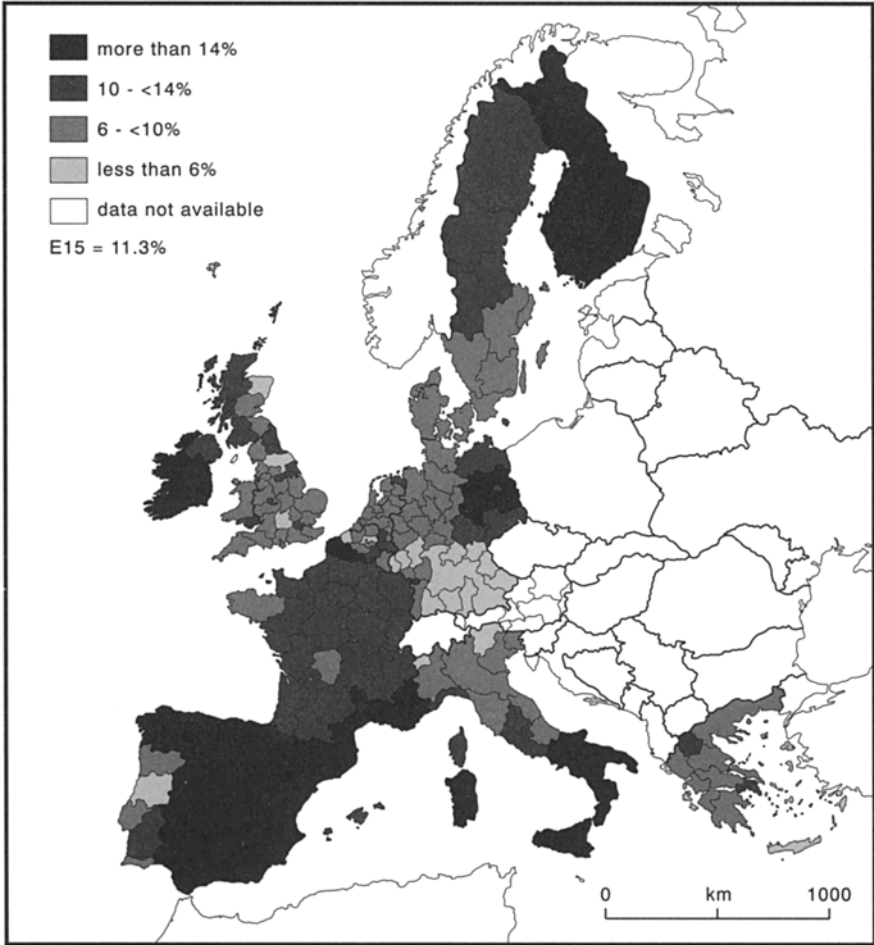 more than 14%
10 - <14%
6 - <10%
less than 6%
data not available
E15 = 11.3%
0 km 1000